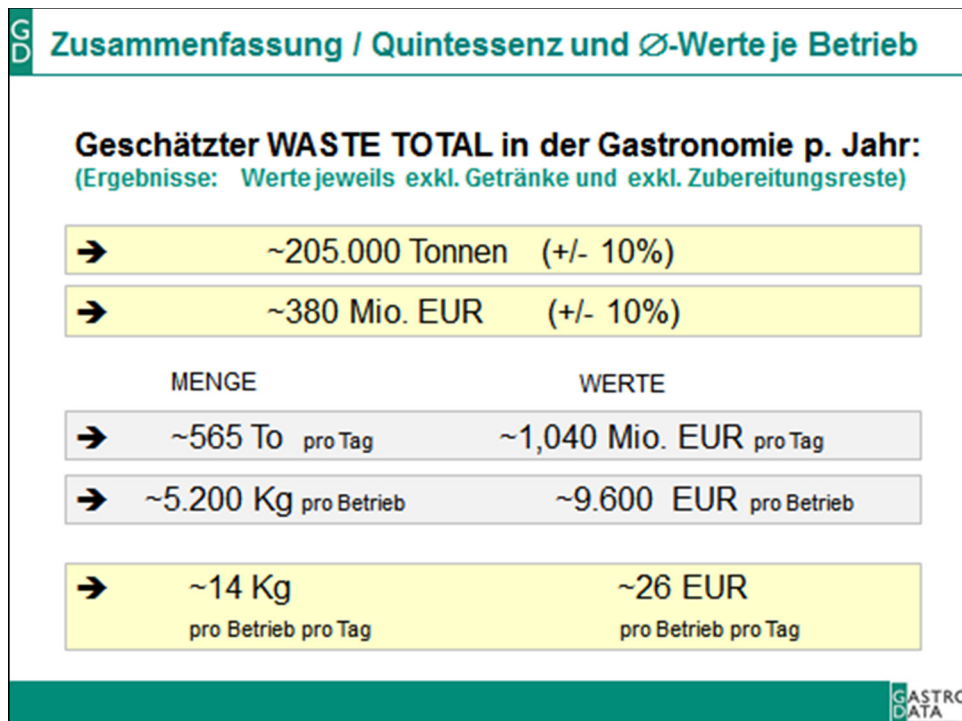 GD Zusammenfassung / Quintessenz und Ø-Werte je Betrieb
Geschätzter WASTE TOTAL in der Gastronomie p. Jahr:
(Ergebnisse: Werte jeweils exkl. Getränke und exkl. Zubereitungsreste)
➔ ~205.000 Tonnen (+/- 10%)
➔ ~380 Mio. EUR (+/- 10%)
MENGE WERTE
➔ ~565 To pro Tag ~1,040 Mio. EUR pro Tag
➔ ~5.200 Kg pro Betrieb ~9.600 EUR pro Betrieb
➔ ~14 Kg ~26 EUR
pro Betrieb pro Tag pro Betrieb pro Tag
GASTRO
DATA